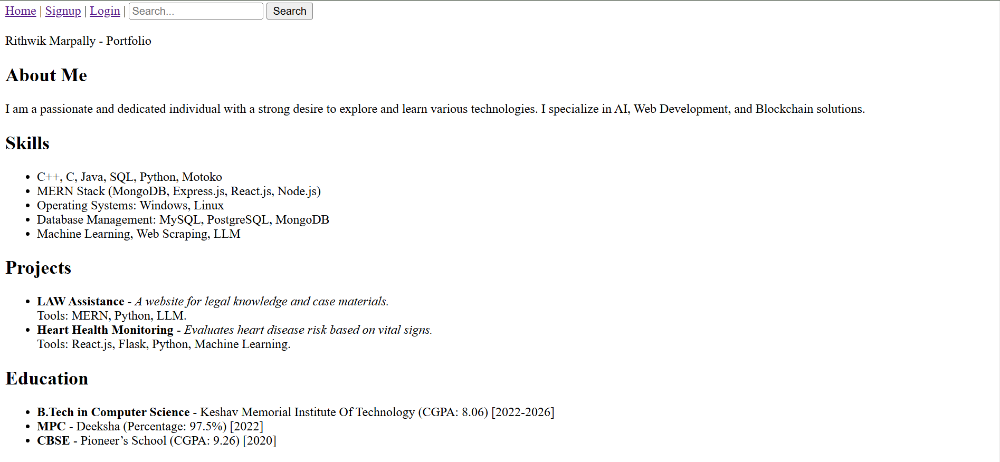 Home | Signup | Login | Search... Search
Rithwik Marpally - Portfolio
About Me
I am a passionate and dedicated individual with a strong desire to explore and learn various technologies. I specialize in AI, Web Development, and Blockchain solutions.
Skills
• C++, C, Java, SQL, Python, Motoko
• MERN Stack (MongoDB, Express.js, React.js, Node.js)
• Operating Systems: Windows, Linux
• Database Management: MySQL, PostgreSQL, MongoDB
• Machine Learning, Web Scraping, LLM
Projects
• LAW Assistance - A website for legal knowledge and case materials.
Tools: MERN, Python, LLM.
• Heart Health Monitoring - Evaluates heart disease risk based on vital signs.
Tools: React.js, Flask, Python, Machine Learning.
Education
• B.Tech in Computer Science - Keshav Memorial Institute Of Technology (CGPA: 8.06) [2022-2026]
• MPC - Deeksha (Percentage: 97.5%) [2022]
• CBSE - Pioneer’s School (CGPA: 9.26) [2020]